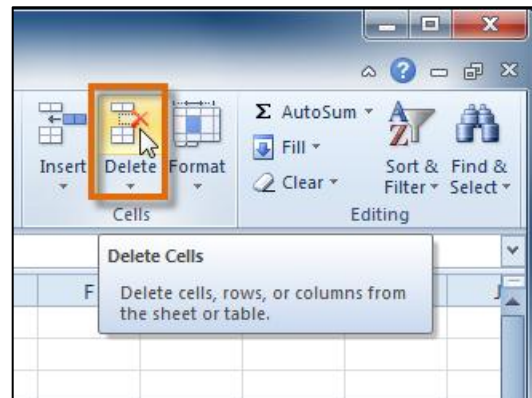 Σ AutoSum
Fill
Clear
Insert Delete Format
Sort & Filter
Find & Select
Cells
Editing
Delete Cells
Delete cells, rows, or columns from
the sheet or table.
F
J